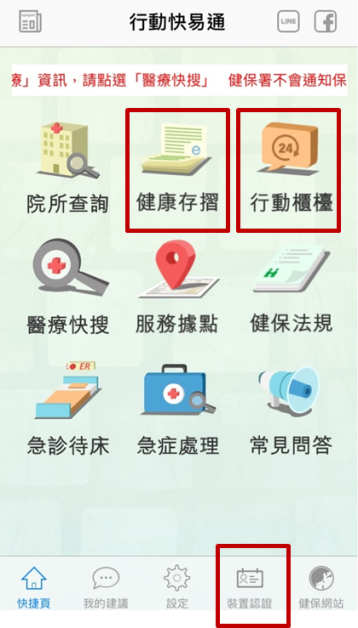 行動快易通
LINE
療」資訊，請點選「醫療快搜」 健保署不會通知保
24
院所查詢 健康存摺 行動櫃檯
醫療快搜 服務據點 健保法規
ER
急診待床 急症處理 常見問答
快捷頁 我的建議 設定 裝置認證 健保網站